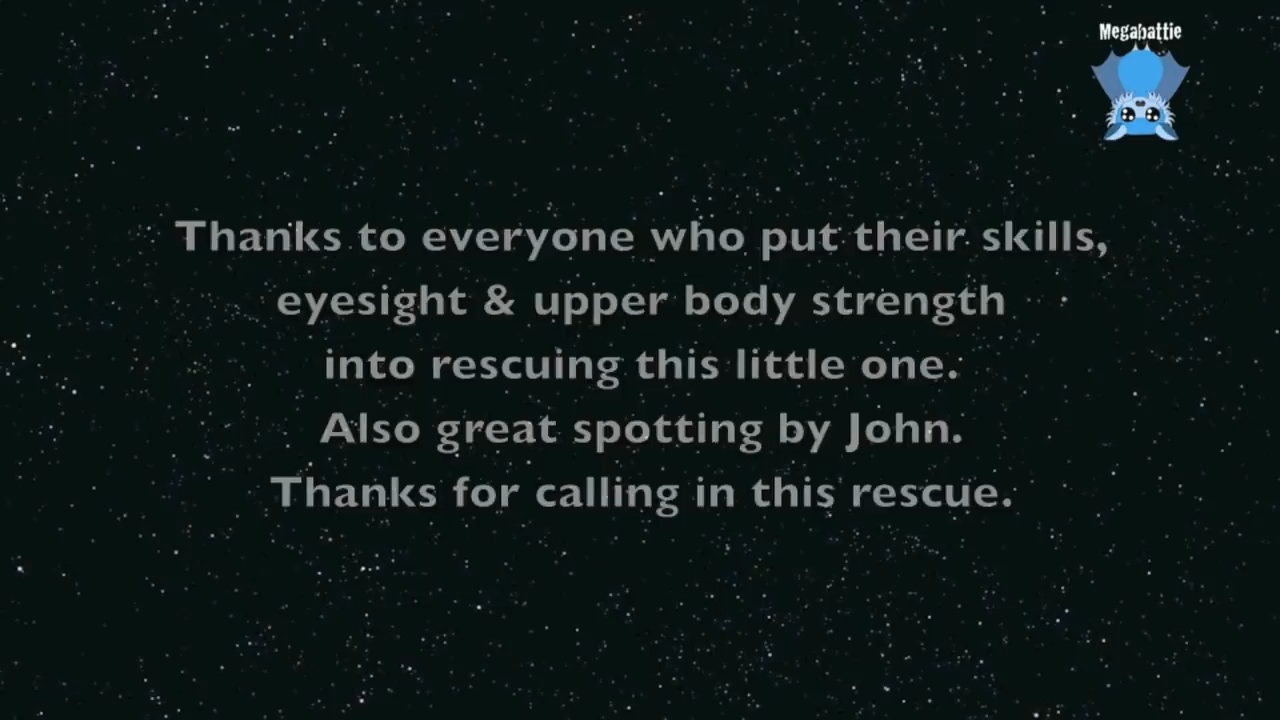 Megabattie
Thanks to everyone who put their skills,
eyesight & upper body strength
into rescuing this little one.
Also great spotting by John.
Thanks for calling in this rescue.